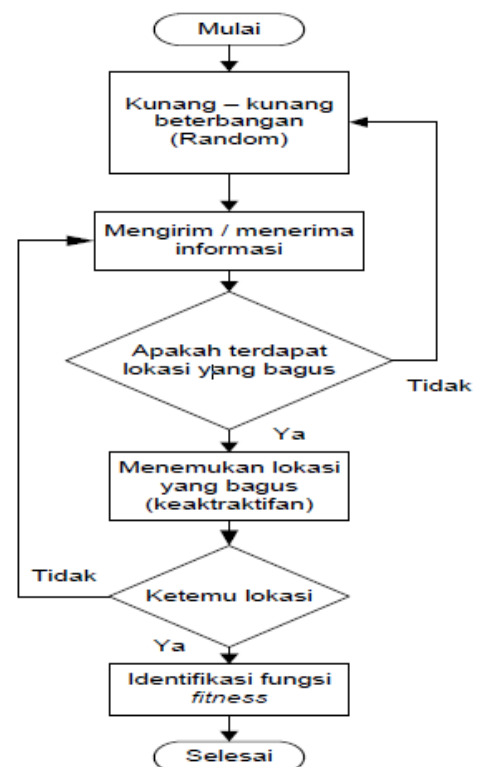 Mulai
Kunang – kunang
beterbangan
(Random)
Mengirim / menerima
informasi
Apakah terdapat
lokasi yang bagus
Tidak
Ya
Menemukan lokasi
yang bagus
(keaktraktifan)
Tidak
Ketemu lokasi
Ya
Identifikasi fungsi
fitness
Selesai